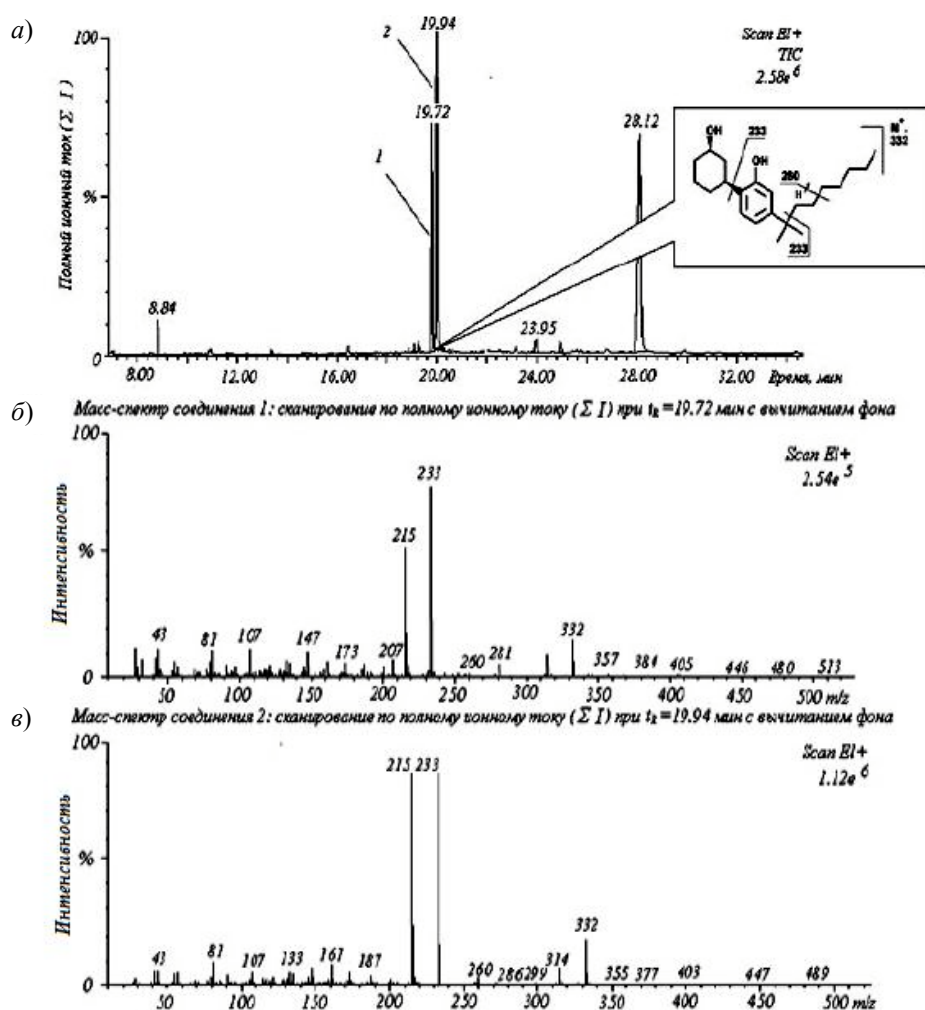 а)
Полный ионный ток (Σ I)
100
%
0
2
19.94
19.72
1
8.84
23.95
28.12
Scan EI+
TIC
2.58e 6
OH
233
OH
M+.
332
280
H
233
8.00 12.00 16.00 20.00 24.00 28.00 32.00 Время, мин
б) Масс-спектр соединения 1: сканирование по полному ионному току (Σ I) при tR = 19.72 мин с вычитанием фона
Интенсивность
100
%
0
Scan EI+
2.54e 5
43 81 107 147 173 207 215 233 260 281 332 357 384 405 446 480 513
50 100 150 200 250 300 350 400 450 500 m/z
в) Масс-спектр соединения 2: сканирование по полному ионному току (Σ I) при tR = 19.94 мин с вычитанием фона
Интенсивность
100
%
0
Scan EI+
1.12e 6
43 81 107 133 161 187 215 233 260 286 299 314 332 355 377 403 447 489
50 100 150 200 250 300 350 400 450 500 m/z